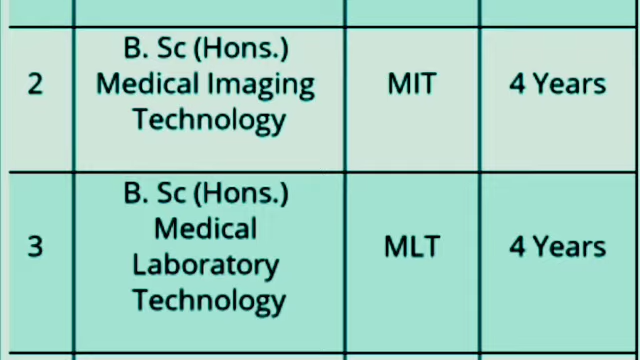 2
B. Sc (Hons.)
Medical Imaging
Technology
MIT
4 Years
3
B. Sc (Hons.)
Medical
Laboratory
Technology
MLT
4 Years